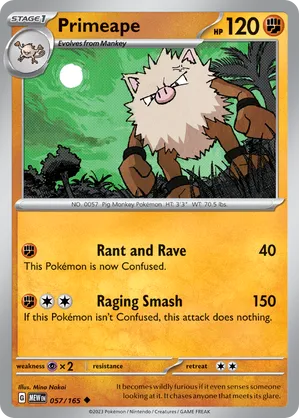 STAGE1
Primeape
HP 120
Evolves from Mankey
NO. 0057 Pig Monkey Pokémon. HT: 3'3" WT: 70.5 lbs.
Rant and Rave 40
This Pokémon is now Confused.
Raging Smash 150
If this Pokémon isn't Confused, this attack does nothing.
weakness ×2 resistance retreat
Illus. Mina Nakai
G MEW EN 057/165
It becomes wildly furious if it even senses someone
looking at it. It chases anyone that meets its glare.
©2023 Pokémon / Nintendo / Creatures / GAME FREAK